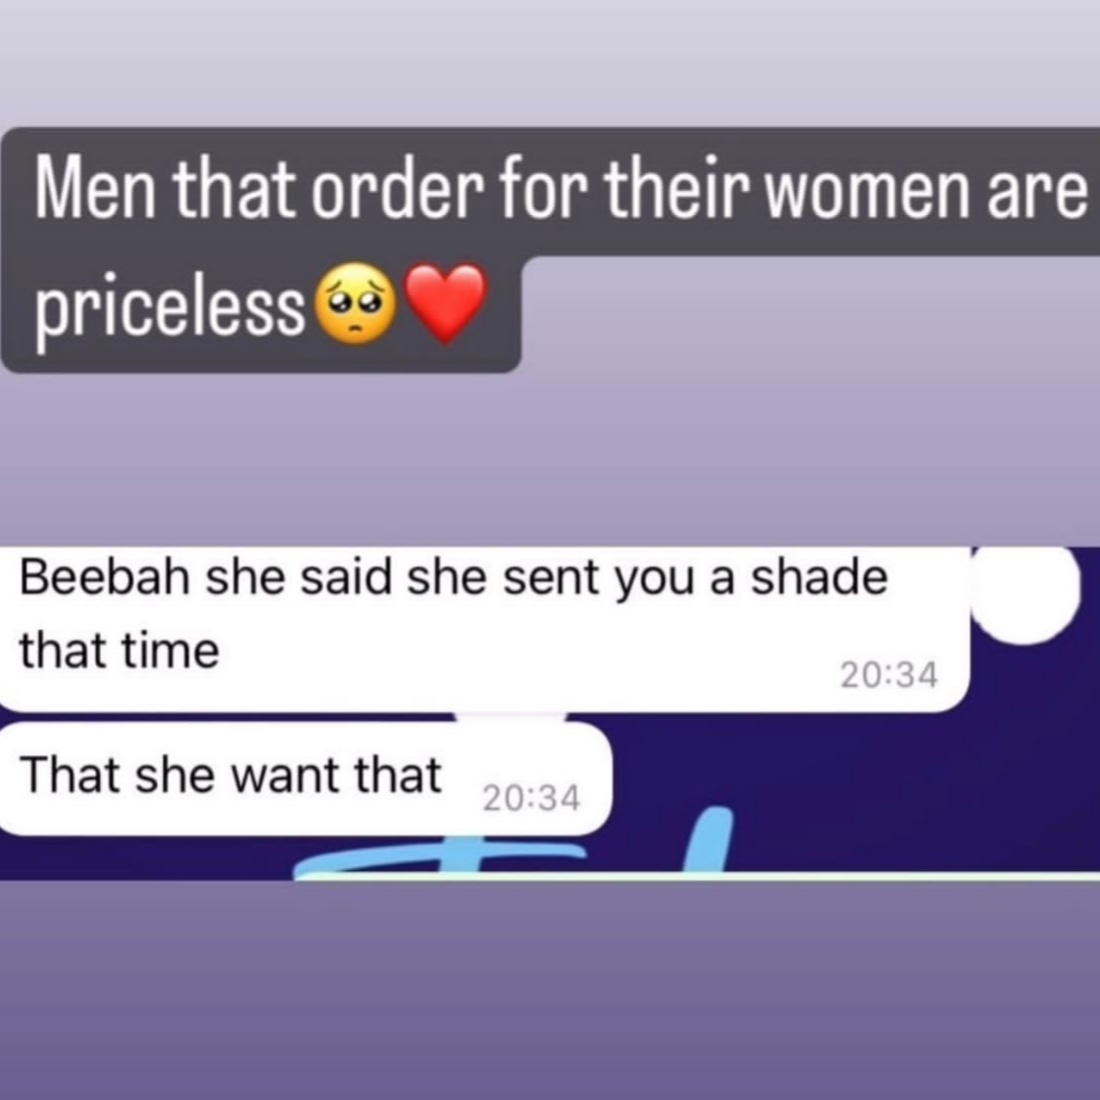 Men that order for their women are
priceless🥺❤️
Beebah she said she sent you a shade
that time
20:34
That she want that
20:34